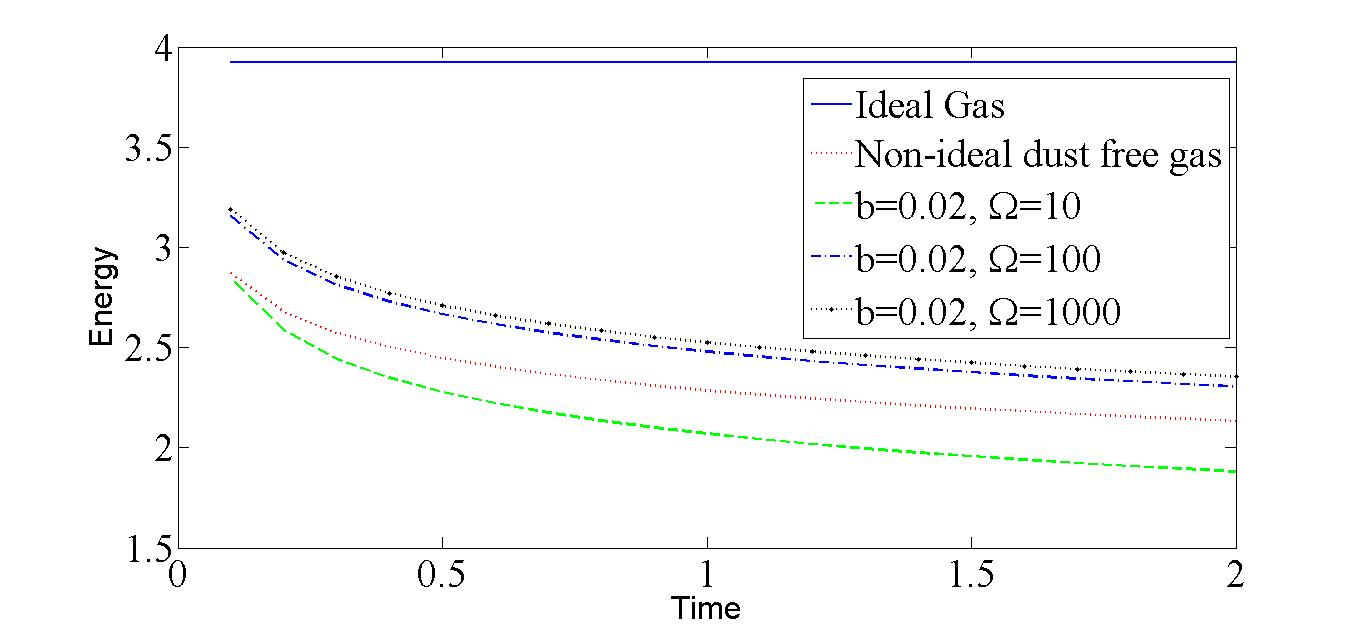 4
3.5
3
2.5
2
1.5
0
0.5
1
1.5
2
Energy
Time
Ideal Gas
Non-ideal dust free gas
b=0.02, Ω=10
b=0.02, Ω=100
b=0.02, Ω=1000